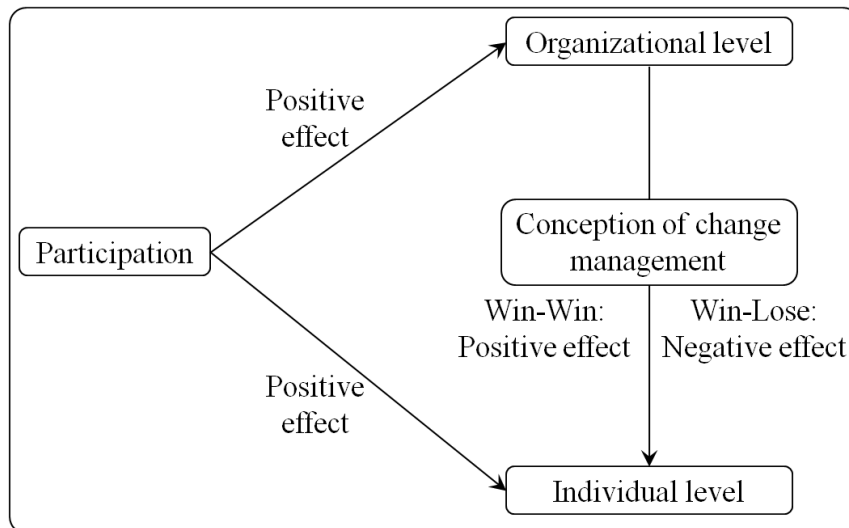 Organizational level
Positive
effect
Participation
Conception of change
management
Win-Win:
Positive effect
Win-Lose:
Negative effect
Positive
effect
Individual level